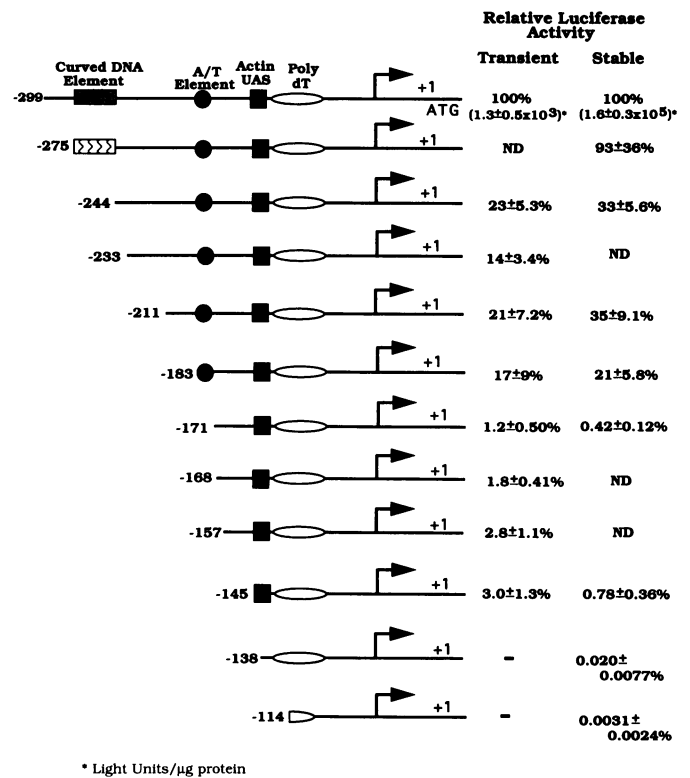 Relative Luciferase
Activity
Transient Stable
Curved DNA
Element
A/T
Element
Actin
UAS
Poly
dT
-299 +1 ATG 100% 100%
(1.3±0.5x10³)* (1.6±0.3x10⁵)*
-275 +1 ND 93±36%
-244 +1 23±5.3% 33±5.6%
-233 +1 14±3.4% ND
-211 +1 21±7.2% 35±9.1%
-183 +1 17±9% 21±5.8%
-171 +1 1.2±0.50% 0.42±0.12%
-168 +1 1.8±0.41% ND
-157 +1 2.8±1.1% ND
-145 +1 3.0±1.3% 0.78±0.36%
-138 +1 - 0.020±
0.0077%
-114 +1 - 0.0031±
0.0024%
* Light Units/μg protein